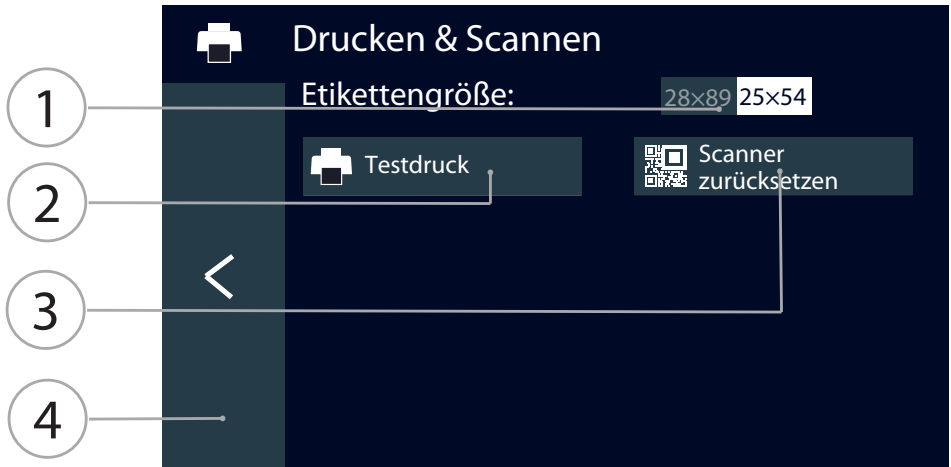 Drucken & Scannen
1
Etikettengröße: 28×89 25×54
Testdruck
Scanner
zurücksetzen
2
3
<
4